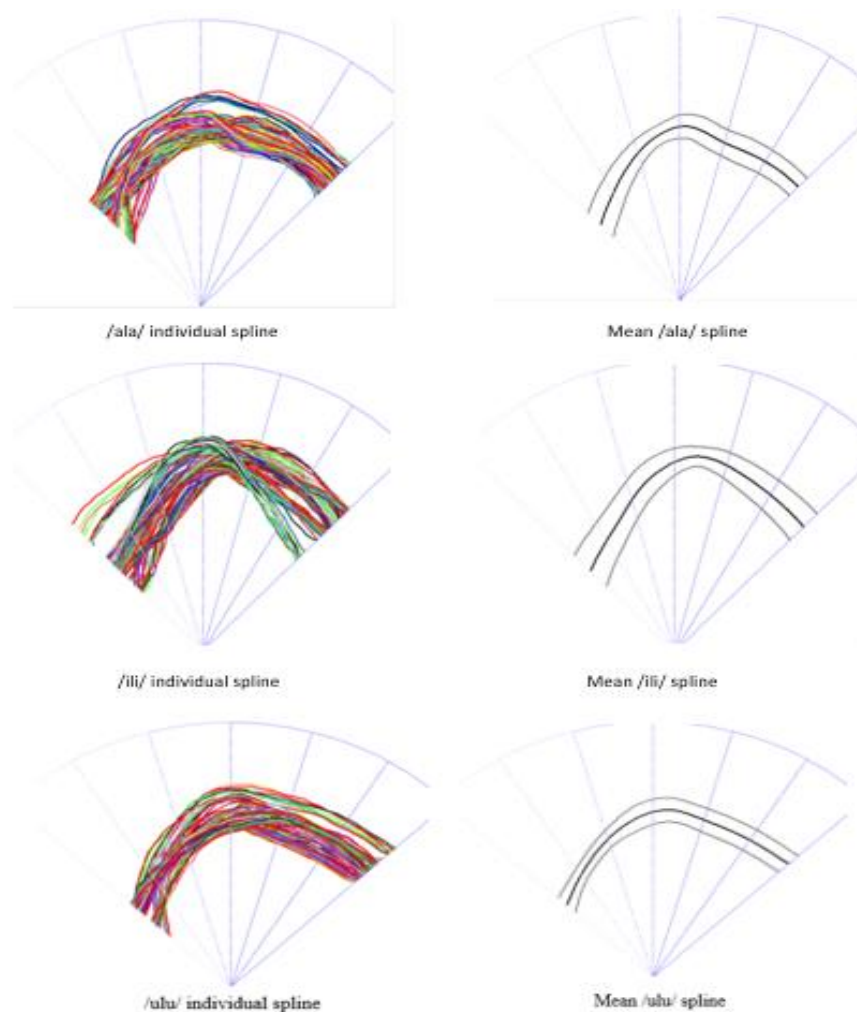 /ala/ individual spline
Mean /ala/ spline
/ili/ individual spline
Mean /ili/ spline
/ulu/ individual spline
Mean /ulu/ spline